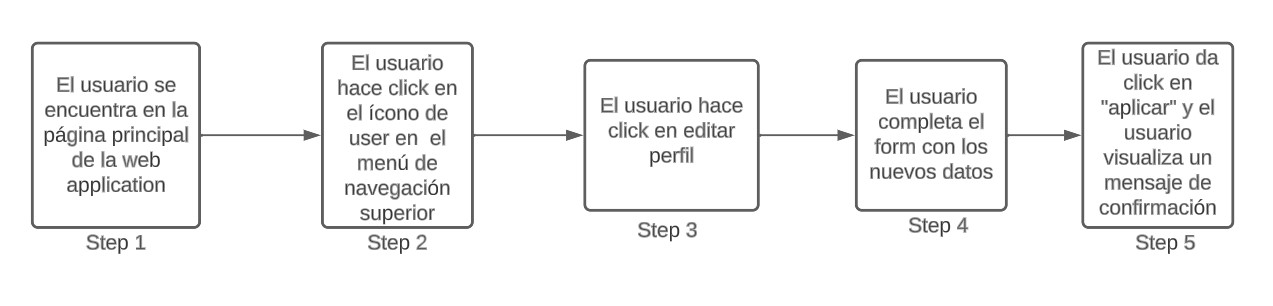 El usuario se
encuentra en la
página principal
de la web
application
Step 1
El usuario
hace click en
el ícono de
user en  el
menú de
navegación
superior
Step 2
El usuario hace
click en editar
perfil
Step 3
El usuario
completa el
form con los
nuevos datos
Step 4
El usuario da
click en
"aplicar" y el
usuario
visualiza un
mensaje de
confirmación
Step 5